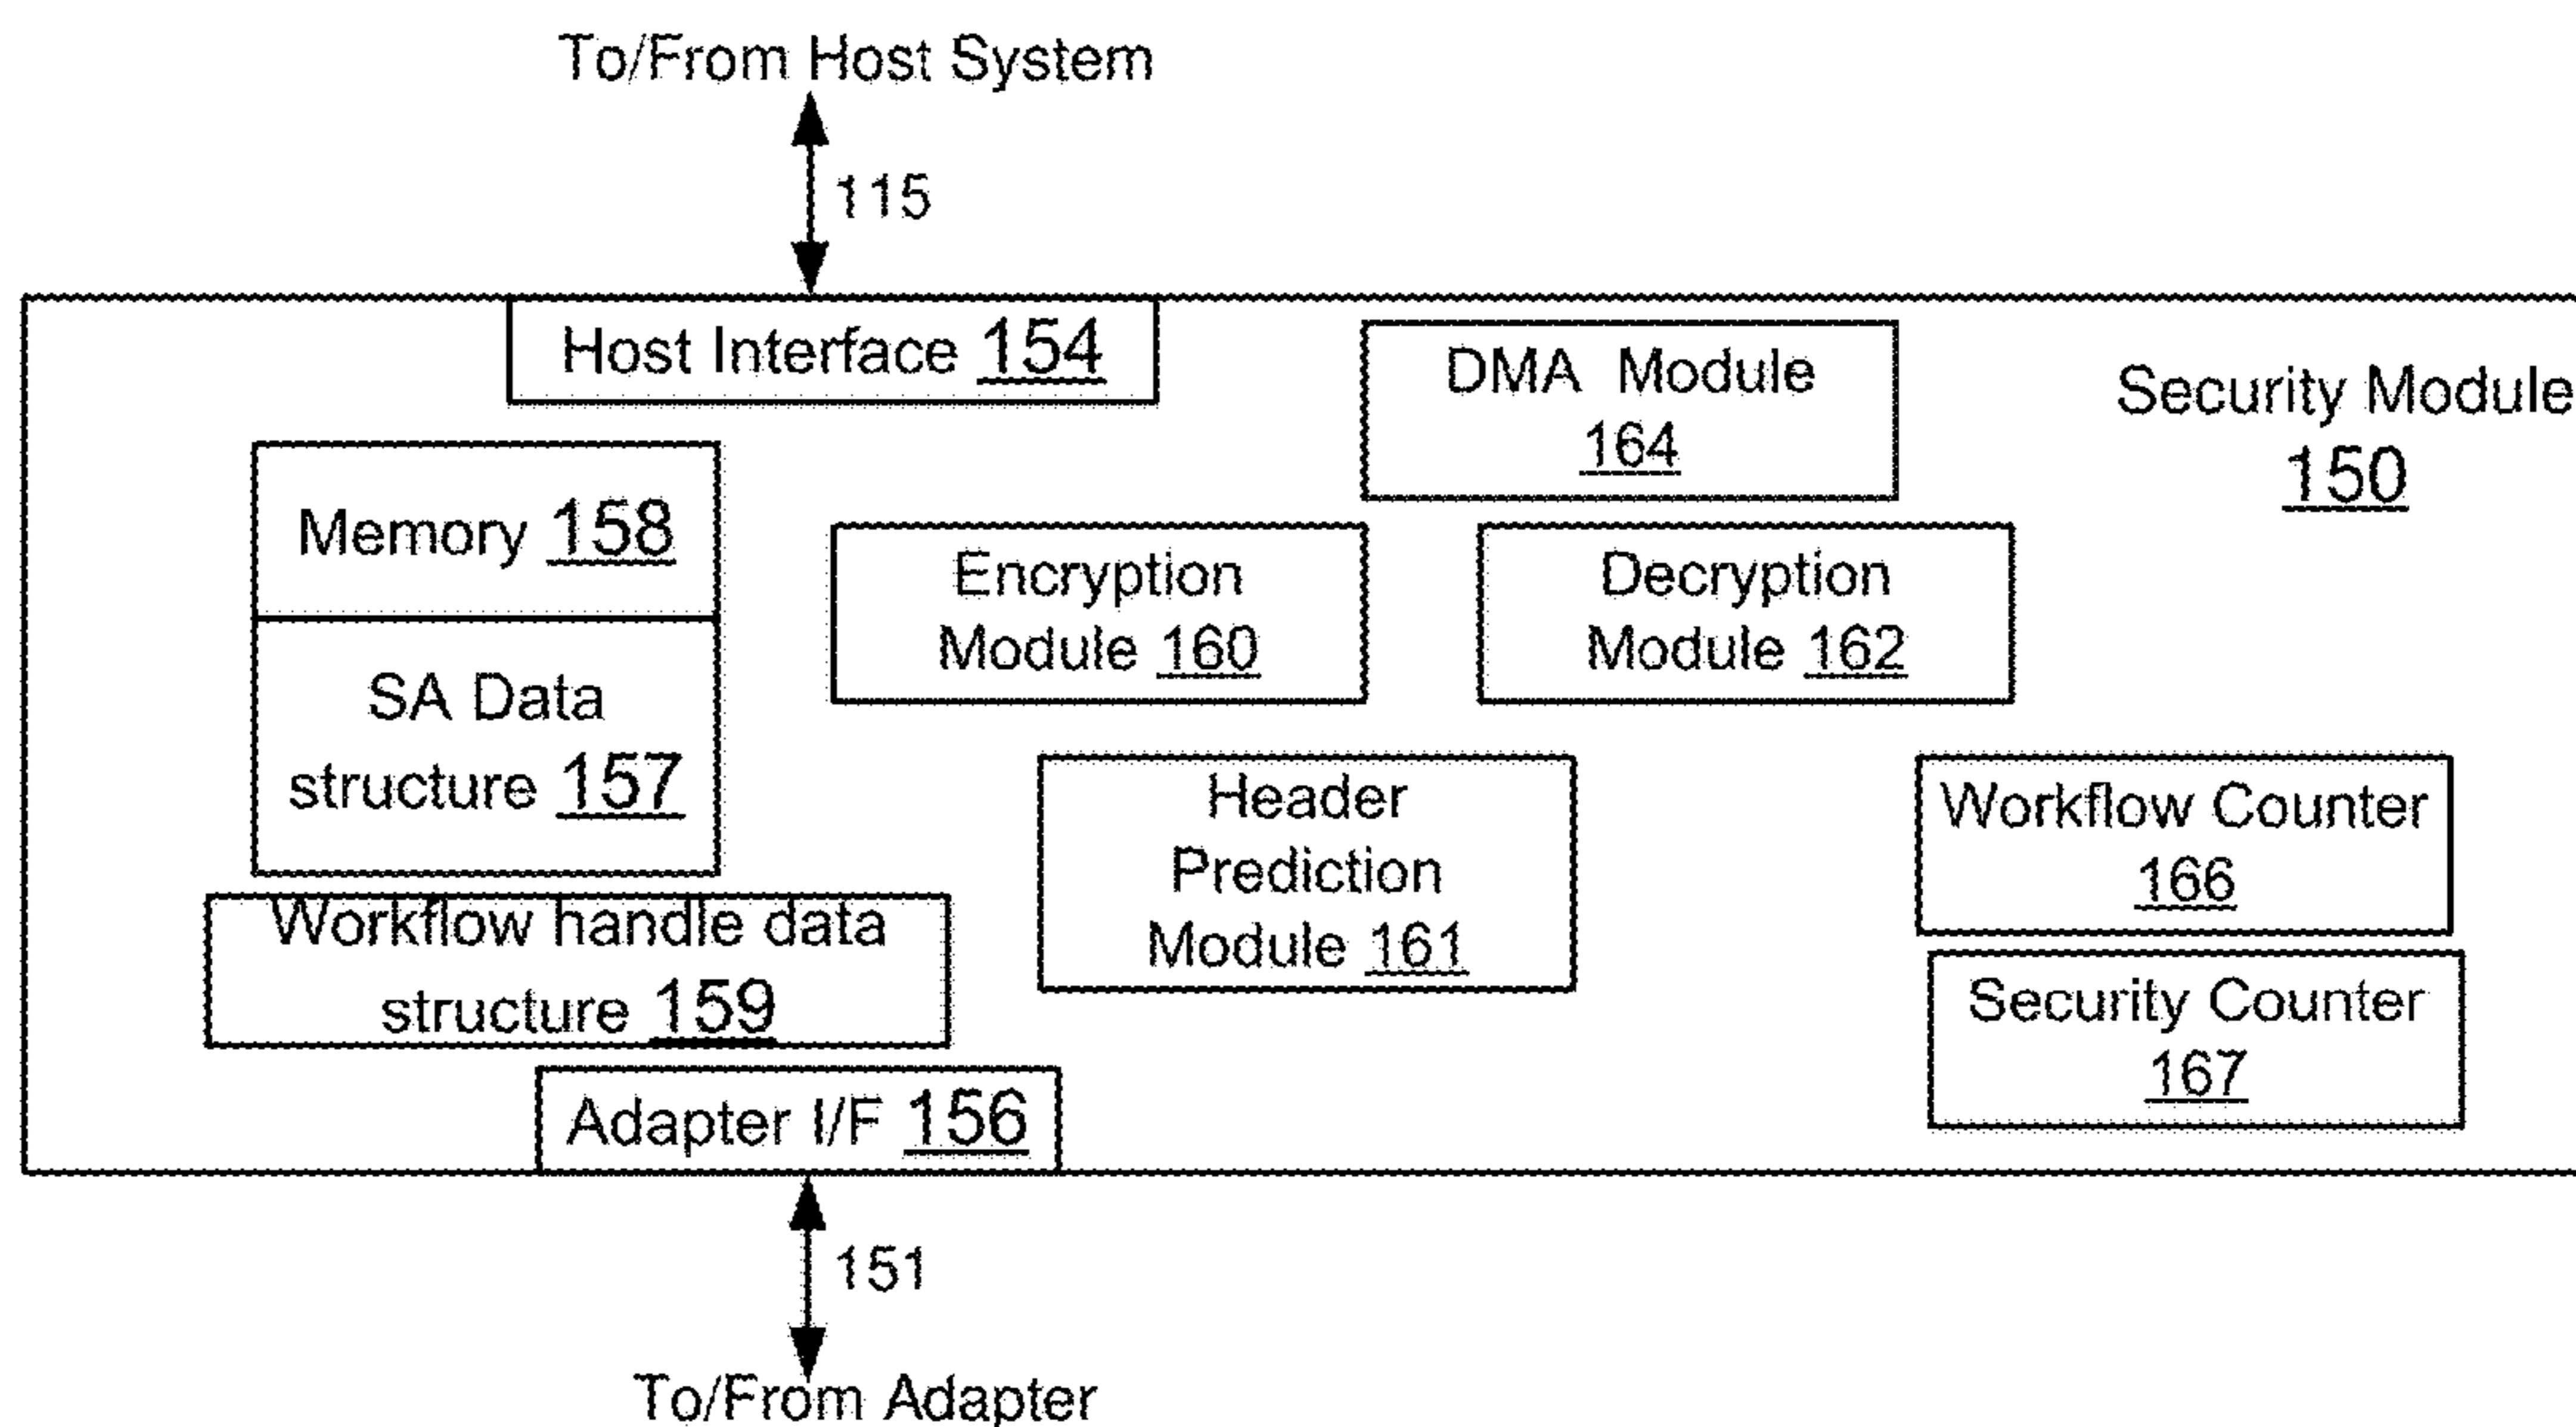 To/From Host System
115
Host Interface 154
DMA  Module
164
Security Module
150
Memory 158
Encryption
Module 160
Decryption
Module 162
SA Data
structure 157
Header
Prediction
Module 161
Workflow Counter
166
Workflow handle data
structure 159
Security Counter
167
Adapter I/F 156
151
To/From Adapter